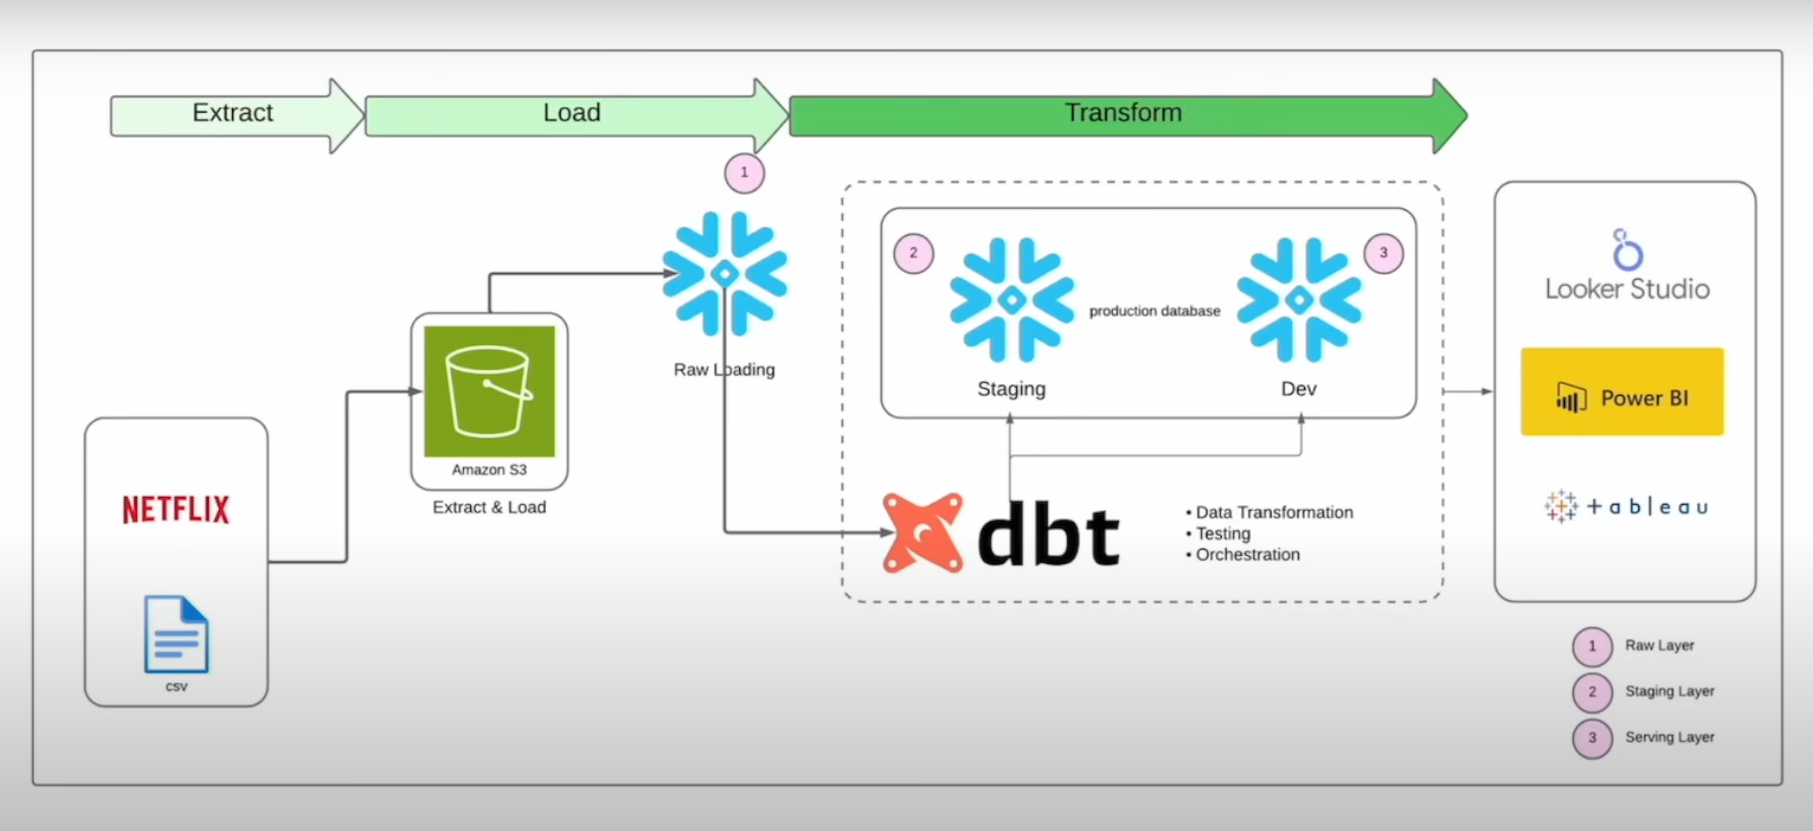 Extract
Load
Transform
1
2
3
production database
Staging
Dev
Raw Loading
Amazon S3
Extract & Load
NETFLIX
csv
dbt
• Data Transformation
• Testing
• Orchestration
Looker Studio
Power BI
+ a b l e a u
1 Raw Layer
2 Staging Layer
3 Serving Layer